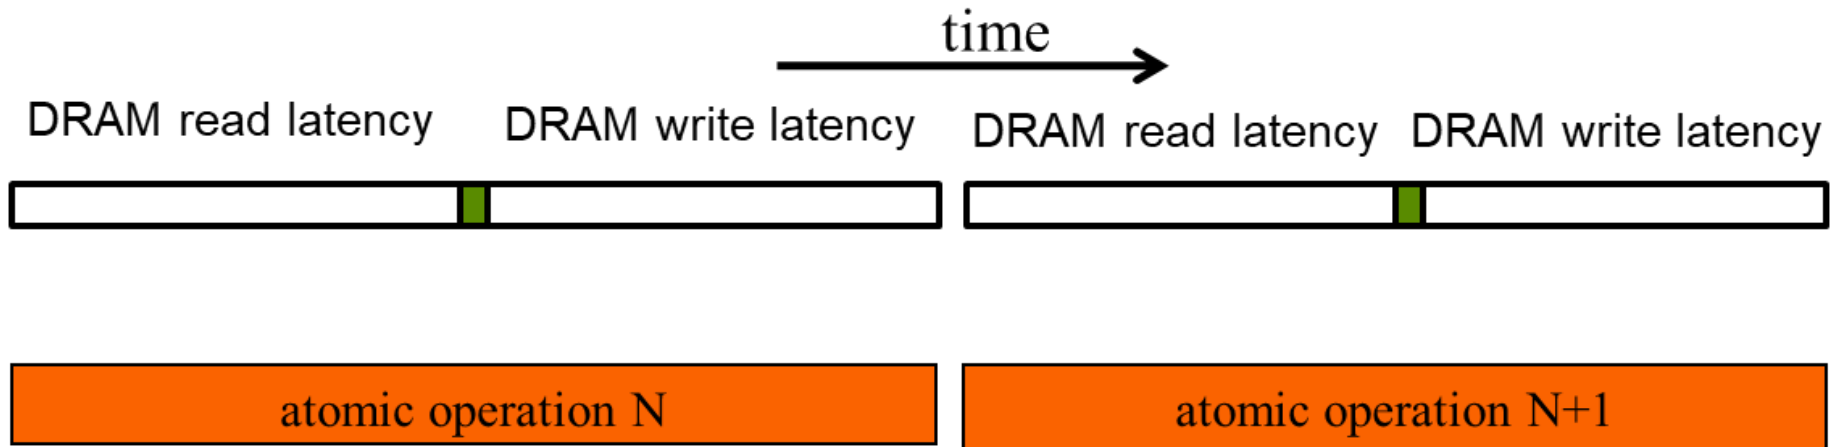 time
DRAM read latency DRAM write latency DRAM read latency DRAM write latency
atomic operation N atomic operation N+1